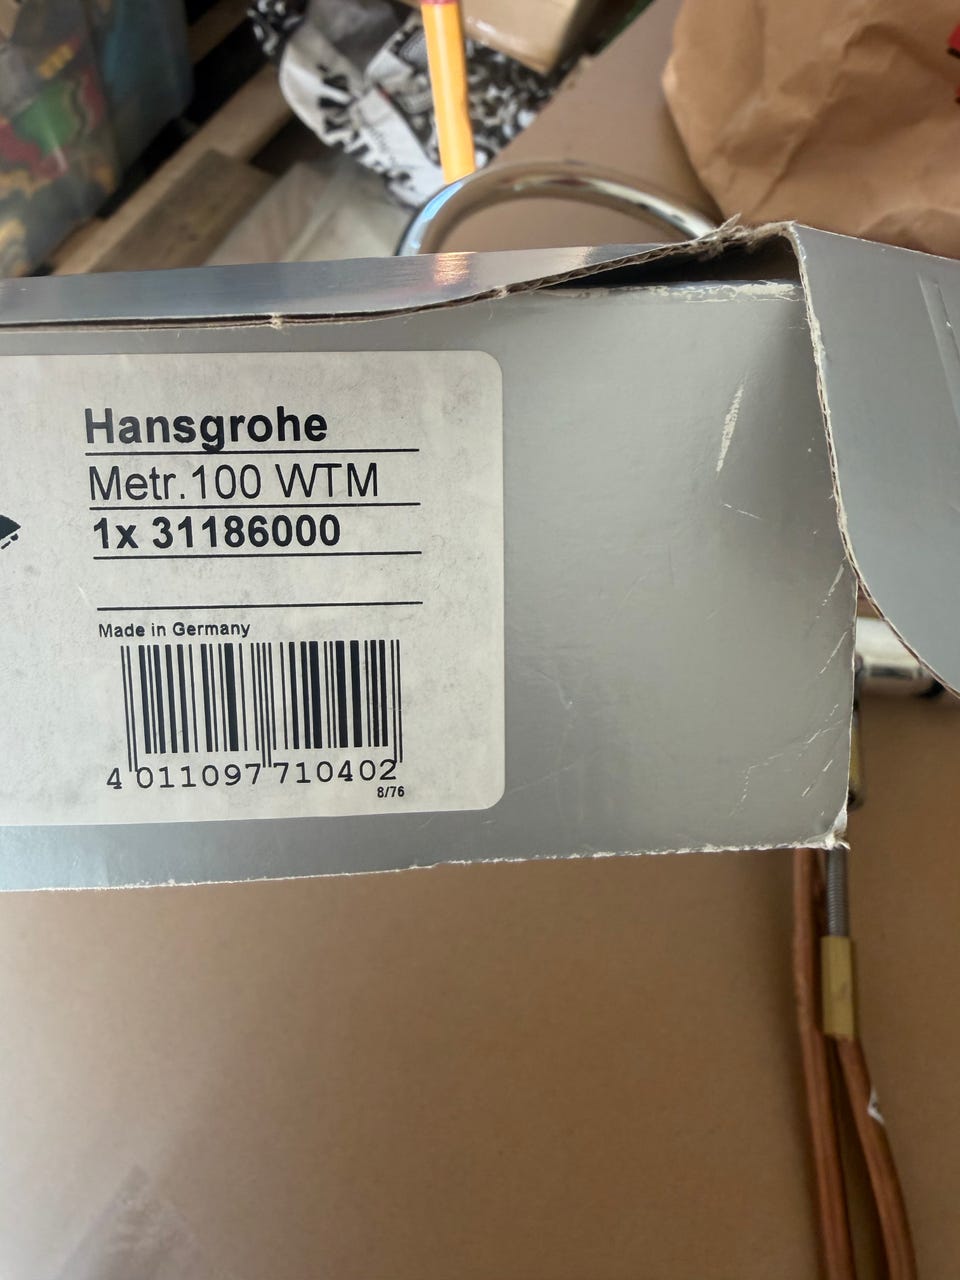 Hansgrohe
Metr.100 WTM
1x 31186000
Made in Germany
4 011097 710402
8/76